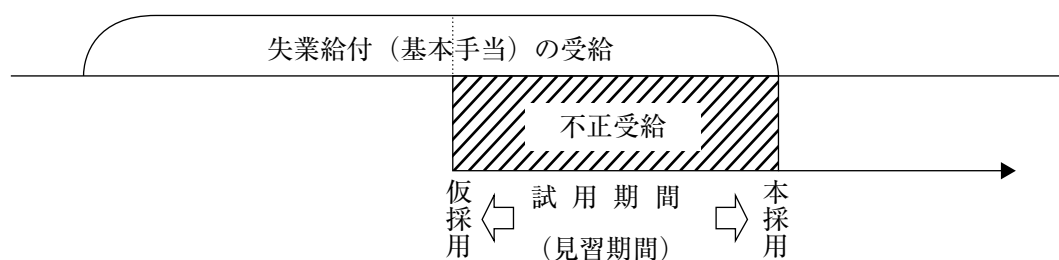 失業給付（基本手当）の受給
不正受給
仮採用
試用期間
（見習期間）
本採用